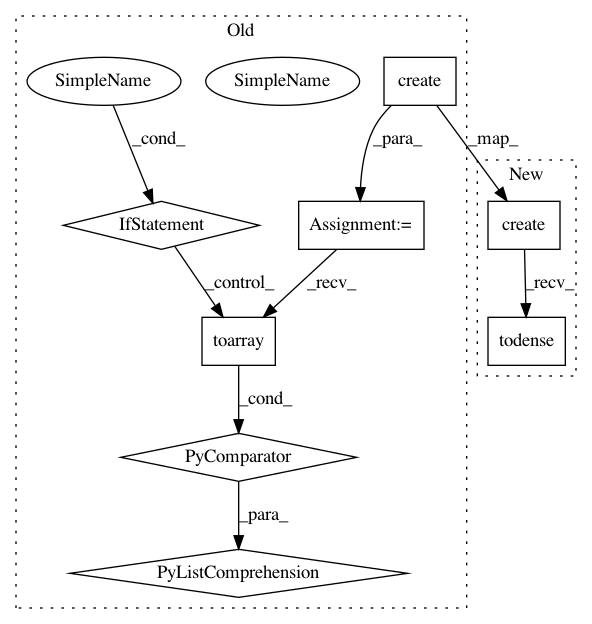 Old
SimpleName
SimpleName
create
_cond_
_para_
_map_
New
IfStatement
Assignment:=
create
_control_
_recv_
_recv_
toarray
todense
_cond_
PyComparator
_para_
PyListComprehension